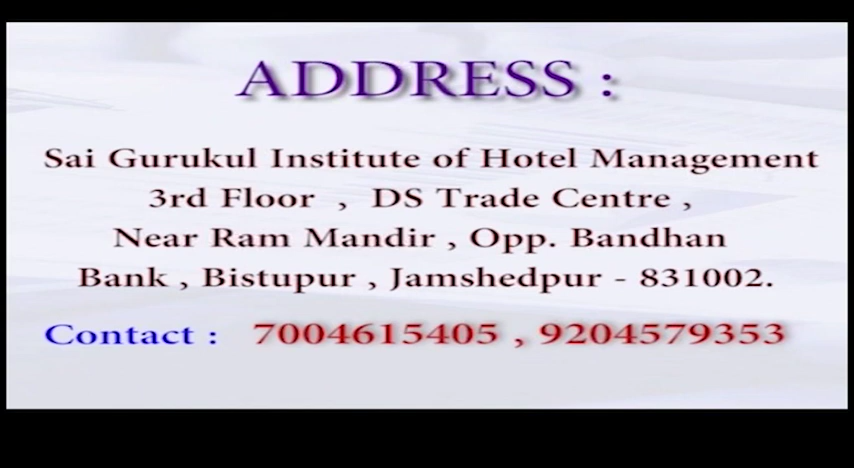 ADDRESS :
Sai Gurukul Institute of Hotel Management
3rd Floor , DS Trade Centre ,
Near Ram Mandir , Opp. Bandhan
Bank , Bistupur , Jamshedpur - 831002.
Contact : 7004615405 , 9204579353